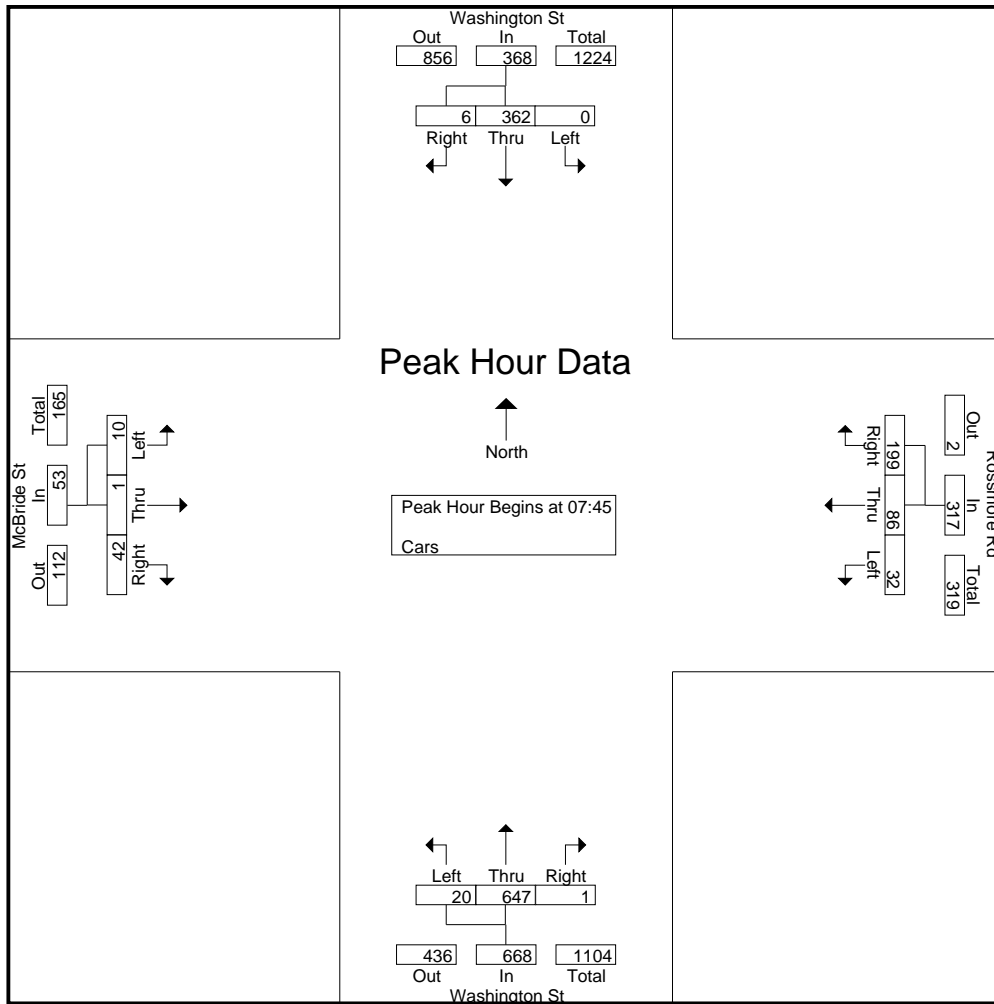 Washington St
Out In Total
856 368 1224
6 362 0
Right Thru Left
Peak Hour Data
North
Peak Hour Begins at 07:45
Cars
McBride St
Total In Out
165 53 112
10 1 42
Left Thru Right
Rossmore Rd
Out In Total
2 317 319
199 86 32
Right Thru Left
Left Thru Right
20 647 1
436 668 1104
Out In Total
Washington St